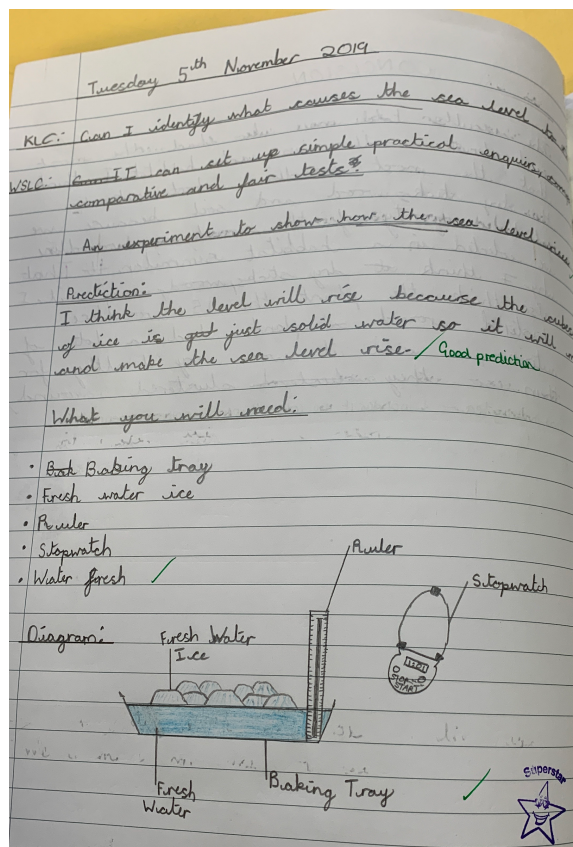 Tuesday 5th November 2019
KLC: Can I identify what causes the sea level to
WSLC: II can set up simple practical enquiry,
comparative and fair tests?
An experiment to show how the sea level
Prediction:
I think the level will rise because the cubes
of ice is just solid water so it will
and make the sea level rise. Good prediction
What you will need:
• Baking tray
• Fresh water ice
• Ruler
• Stopwatch
• Water fresh
Ruler
Stopwatch
Diagram:
Fresh Water
Ice
STOP
START
Fresh
Water
Baking Tray
Superstar